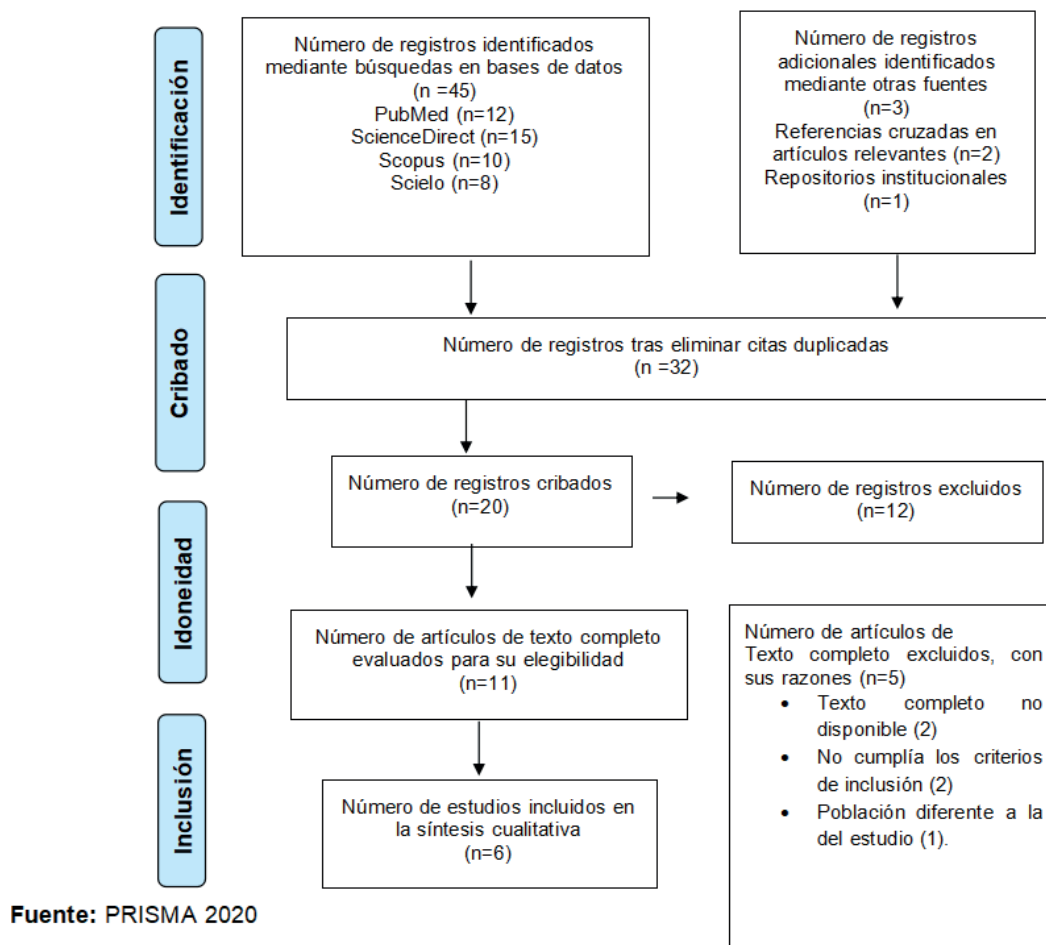 Identificación
Número de registros identificados
mediante búsquedas en bases de datos
(n =45)
PubMed (n=12)
ScienceDirect (n=15)
Scopus (n=10)
Scielo (n=8)
Número de registros
adicionales identificados
mediante otras fuentes
(n=3)
Referencias cruzadas en
artículos relevantes (n=2)
Repositorios institucionales
(n=1)
Cribado
Número de registros tras eliminar citas duplicadas
(n =32)
Número de registros cribados
(n=20)
Número de registros excluidos
(n=12)
Idoneidad
Número de artículos de texto completo
evaluados para su elegibilidad
(n=11)
Número de artículos de
Texto completo excluidos, con
sus razones (n=5)
• Texto completo no
disponible (2)
• No cumplía los criterios
de inclusión (2)
• Población diferente a la
del estudio (1).
Inclusión
Número de estudios incluidos en
la síntesis cualitativa
(n=6)
Fuente: PRISMA 2020